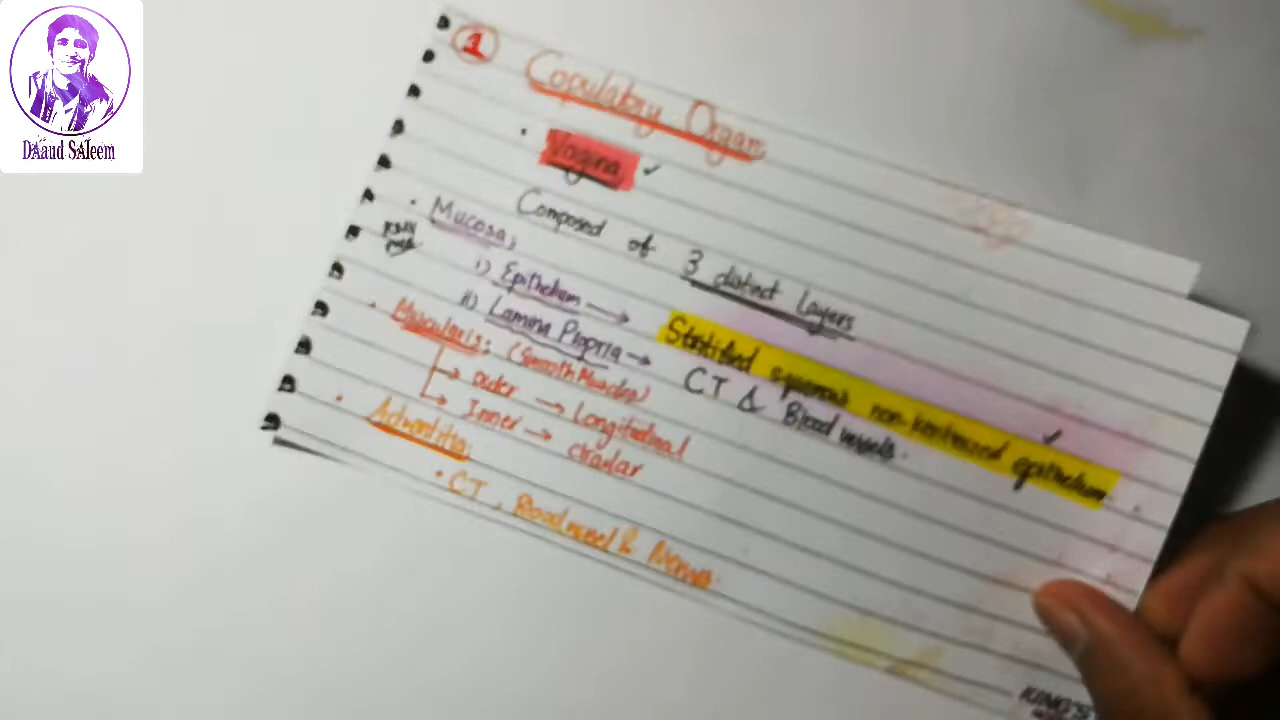 DAaud SAleem
1 Copulatory Organ
• Vagina ✓
Composed of 3 distinct layers
• Mucosa;
i) Epithelium → Stratified squamous non-keratinized epithelium.
ii) Lamina Propria → CT & Blood vessels.
• Muscularis; (Smooth Muscles)
→ Outer → Longitudinal
→ Inner → circular
• Adventitia;
• CT, Blood vessel & Nerves.
KING'S